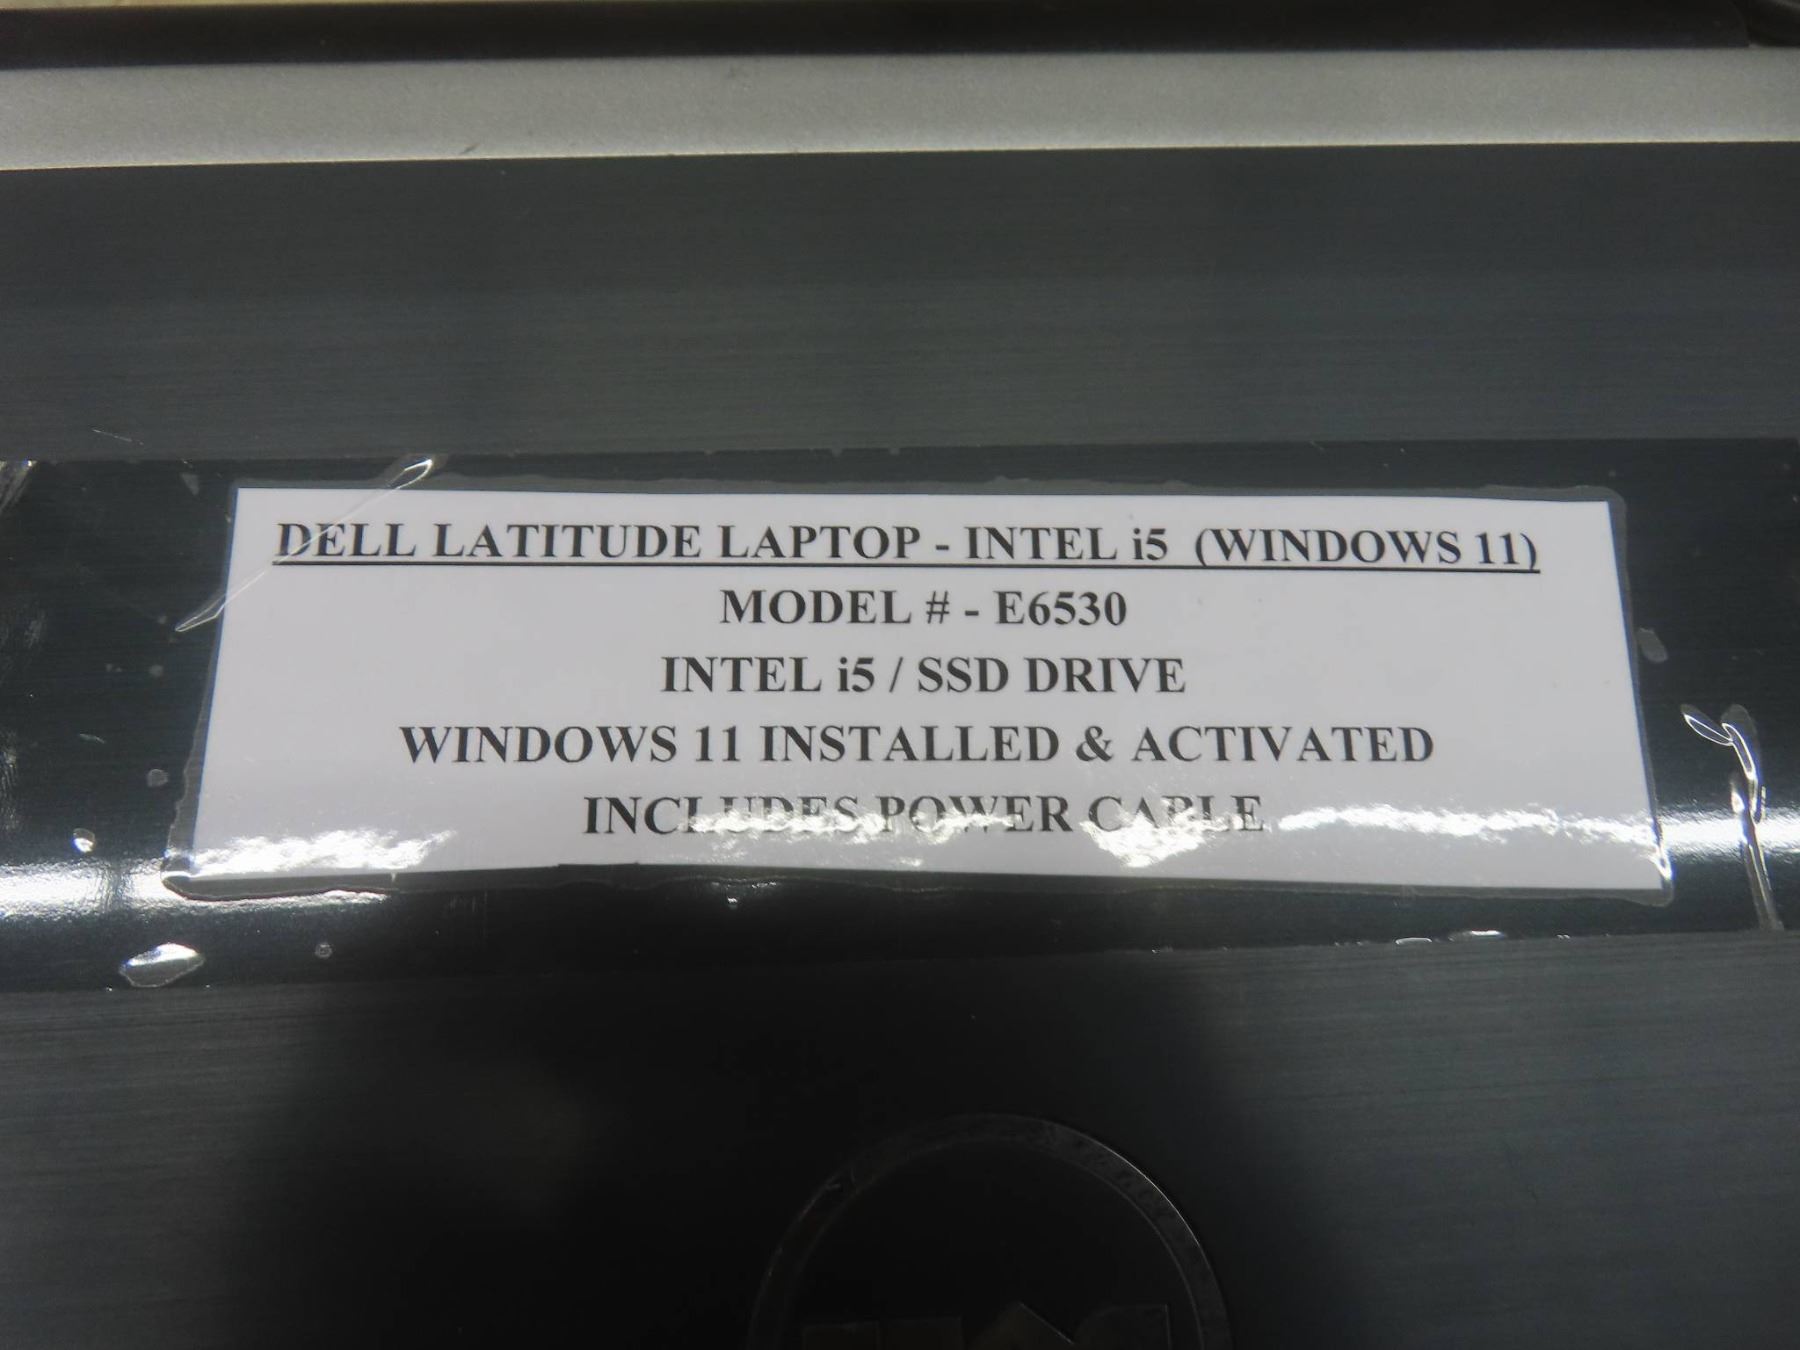 DELL LATITUDE LAPTOP - INTEL i5 (WINDOWS 11)
MODEL # - E6530
INTEL i5 / SSD DRIVE
WINDOWS 11 INSTALLED & ACTIVATED
INCLUDES POWER CABLE